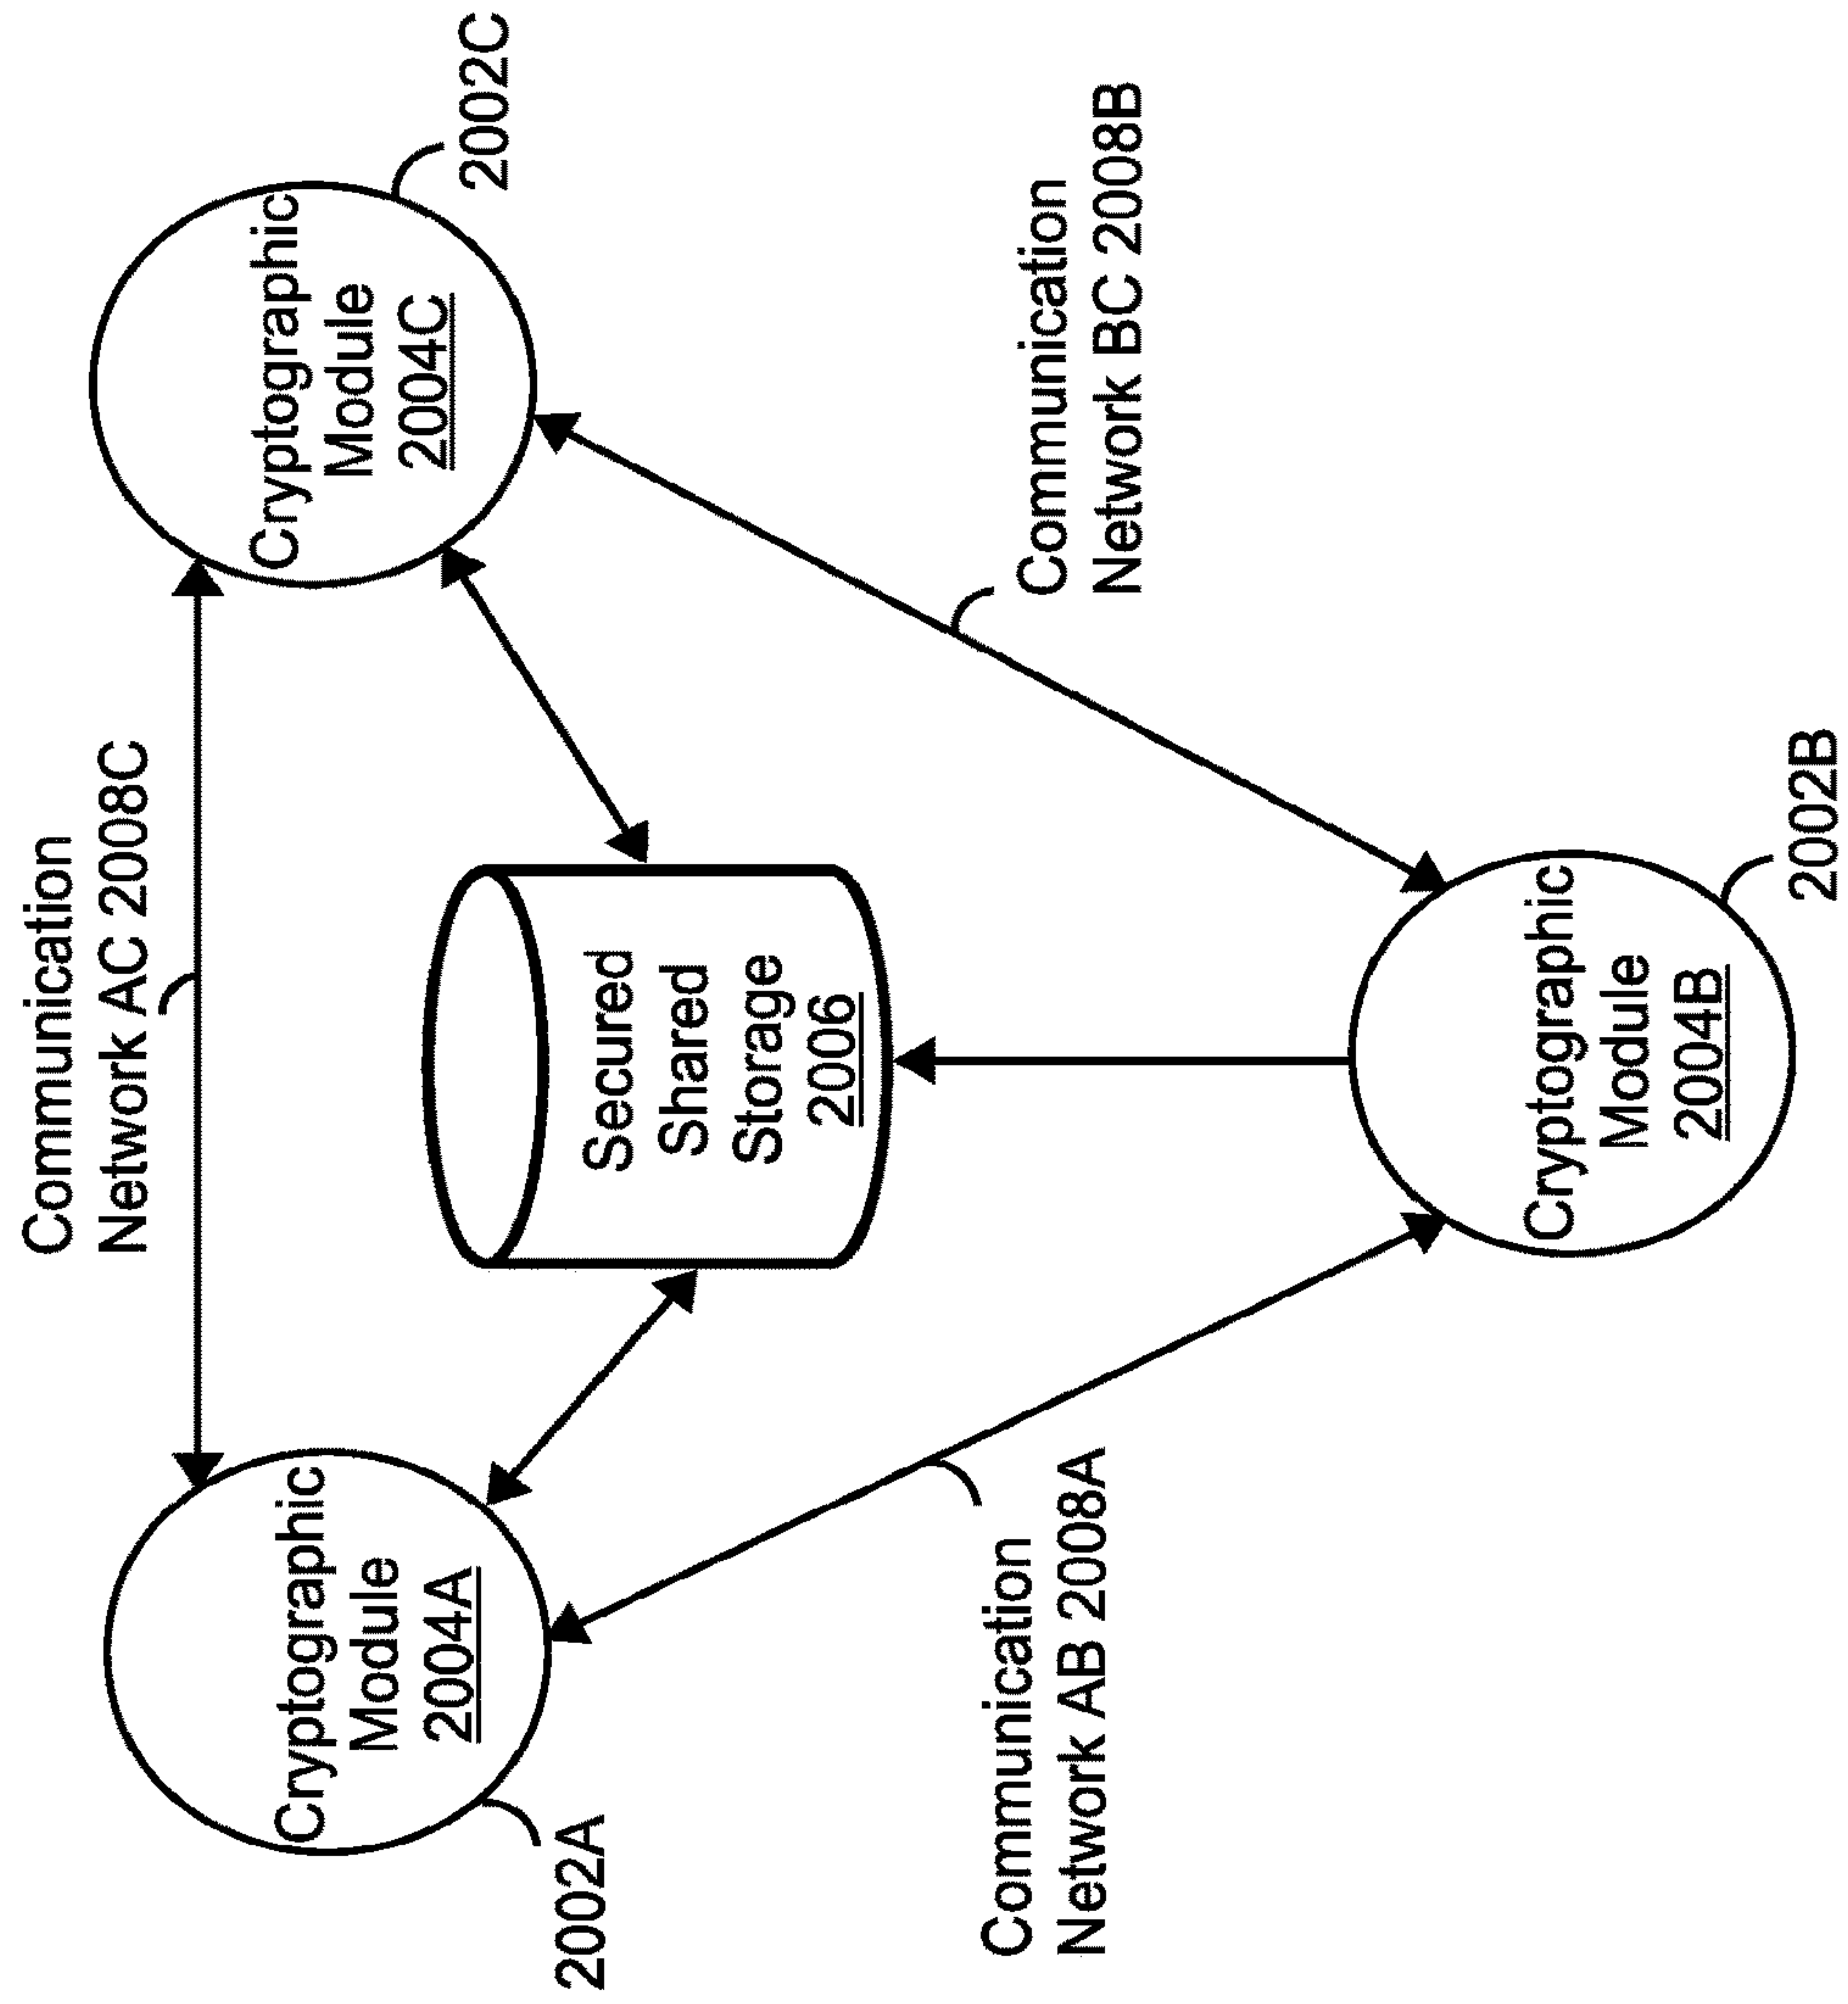 Communication
Network AC 2008C
Cryptographic
Module
2004A
2002A
Secured
Shared
Storage
2006
Cryptographic
Module
2004C
2002C
Communication
Network AB 2008A
Communication
Network BC 2008B
Cryptographic
Module
2004B
2002B